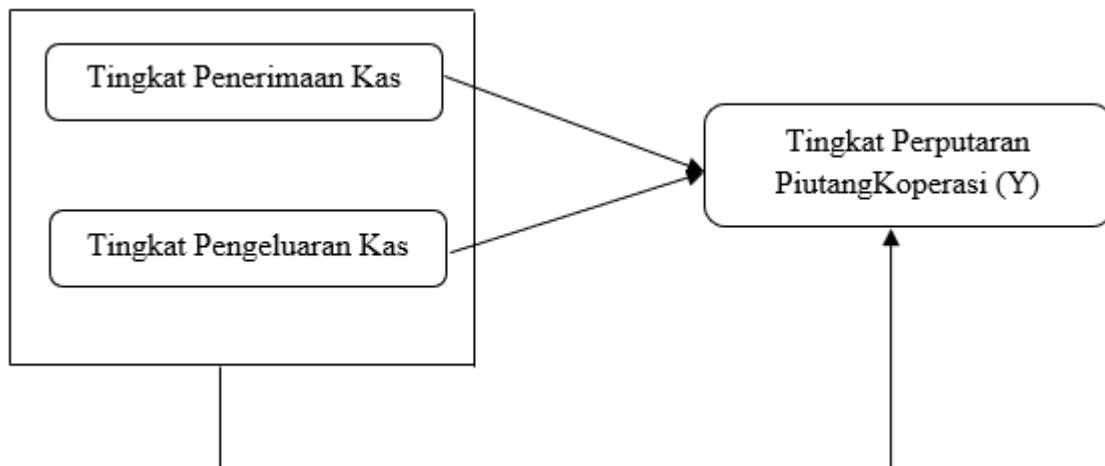 Tingkat Penerimaan Kas
Tingkat Pengeluaran Kas
Tingkat Perputaran
PiutangKoperasi (Y)